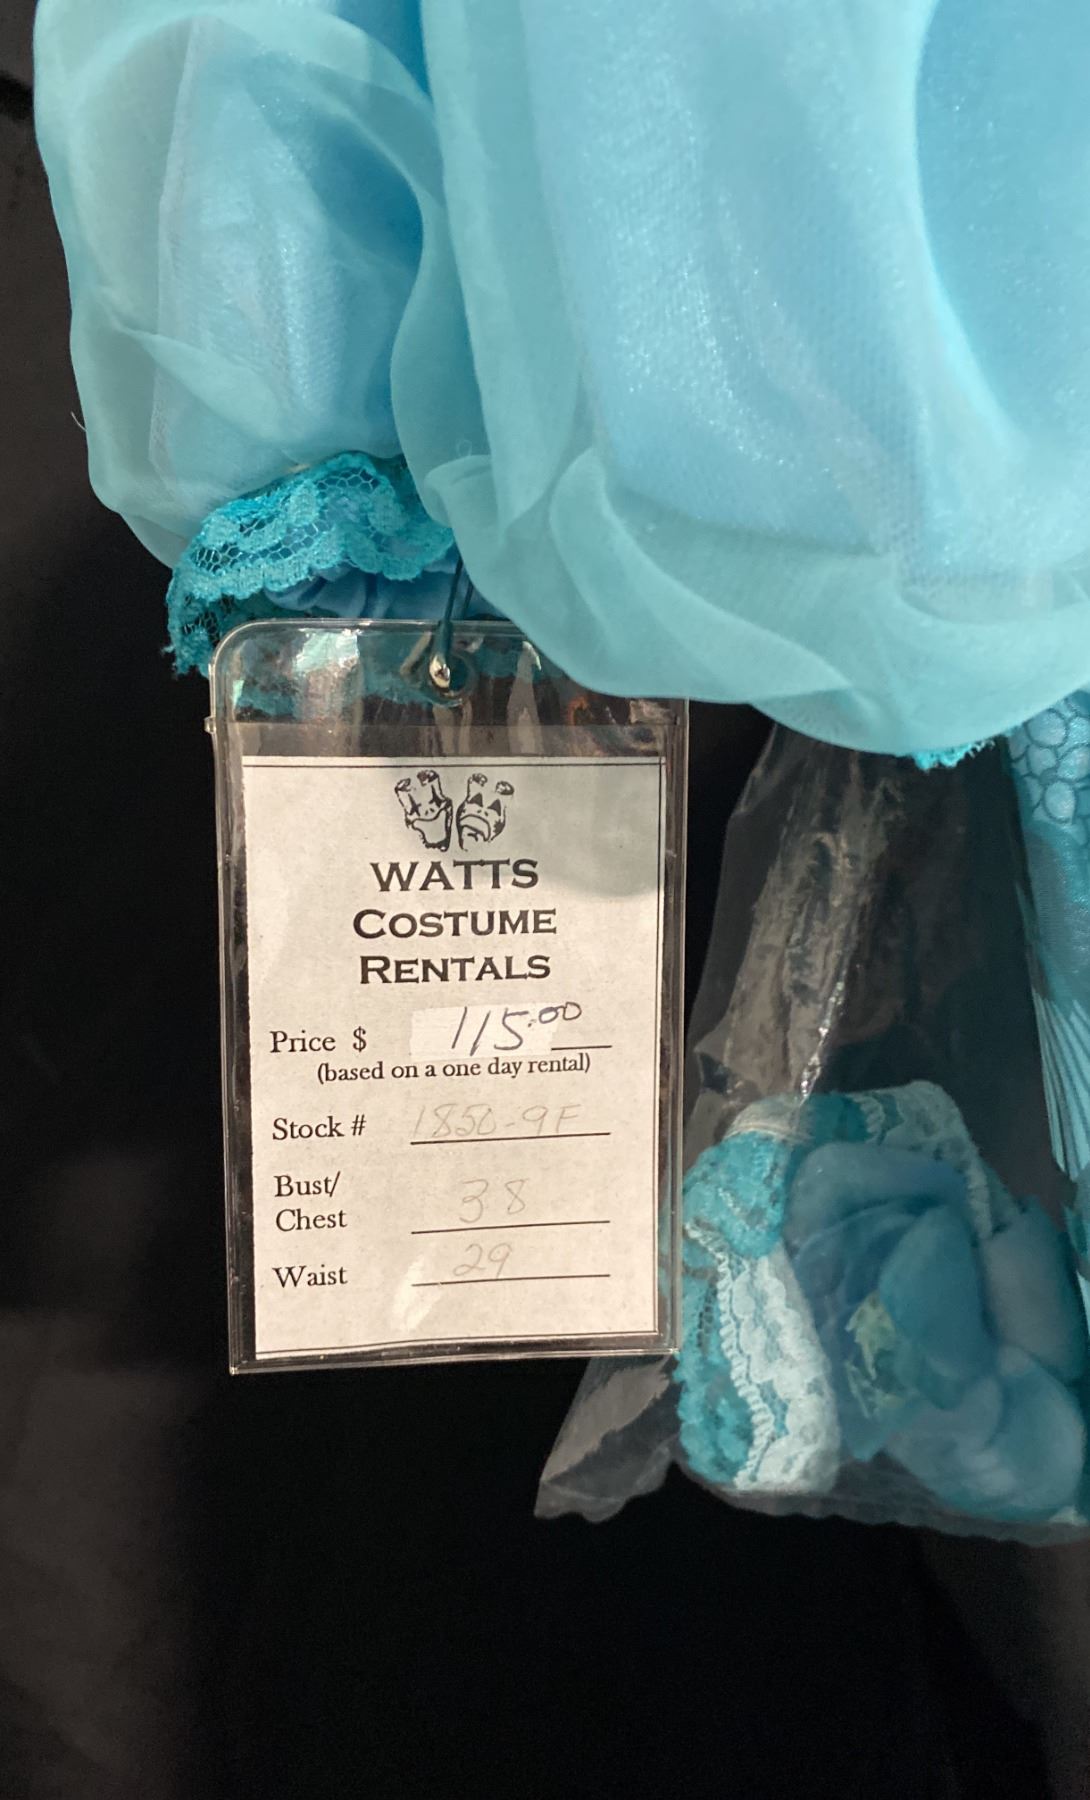 WATTS
COSTUME
RENTALS
Price $ 115.00
(based on a one day rental)
Stock # 1850-9F
Bust/
Chest 38
Waist 29